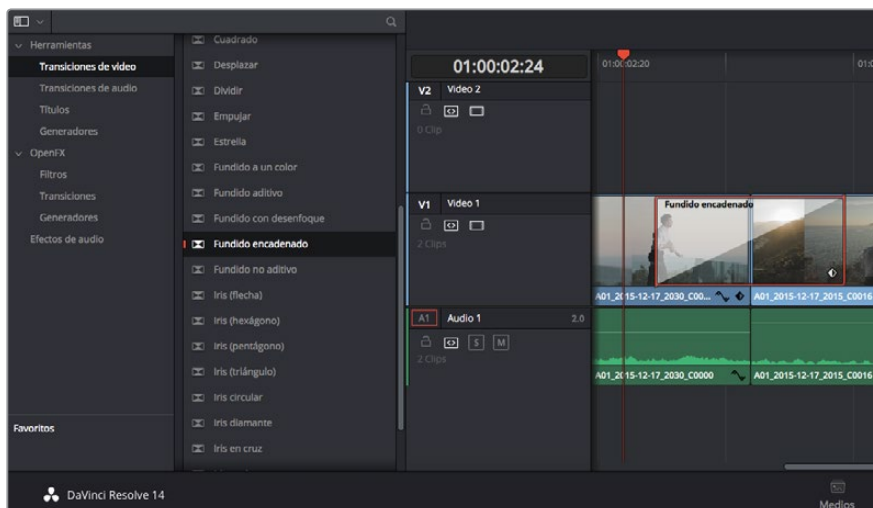 Herramientas
Transiciones de video
Transiciones de audio
Títulos
Generadores
OpenFX
Filtros
Transiciones
Generadores
Efectos de audio
Favoritos
Cuadrado
Desplazar
Dividir
Empujar
Estrella
Fundido a un color
Fundido aditivo
Fundido con desenfoque
Fundido encadenado
Fundido no aditivo
Iris (flecha)
Iris (hexágono)
Iris (pentágono)
Iris (triángulo)
Iris circular
Iris diamante
Iris en cruz
01:00:02:24
01:00:02:20
V2 Video 2
0 Clip
V1 Video 1
2 Clips
Fundido encadenado
A01_2015-12-17_2030_C00...
A01_2015-12-17_2015_C0016
A1 Audio 1 2.0
S M
2 Clips
A01_2015-12-17_2030_C0000
A01_2015-12-17_2015_C0016
DaVinci Resolve 14
Medios